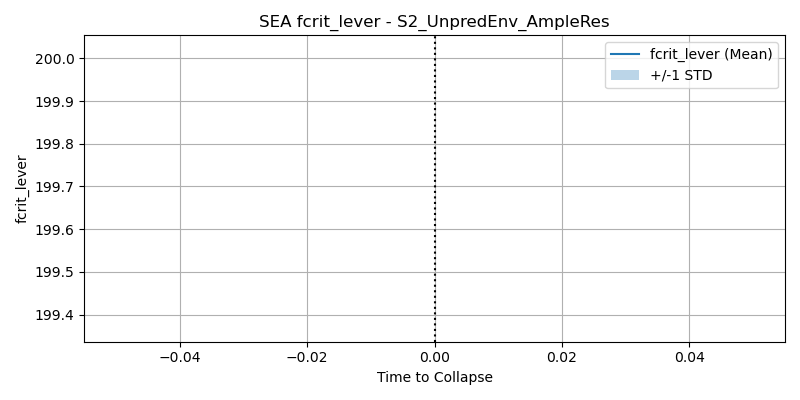 SEA fcrit_lever - S2_UnpredEnv_AmpleRes
fcrit_lever (Mean)
+/-1 STD
200.0
199.9
199.8
199.7
199.6
199.5
199.4
fcrit_lever
−0.04
−0.02
0.00
0.02
0.04
Time to Collapse